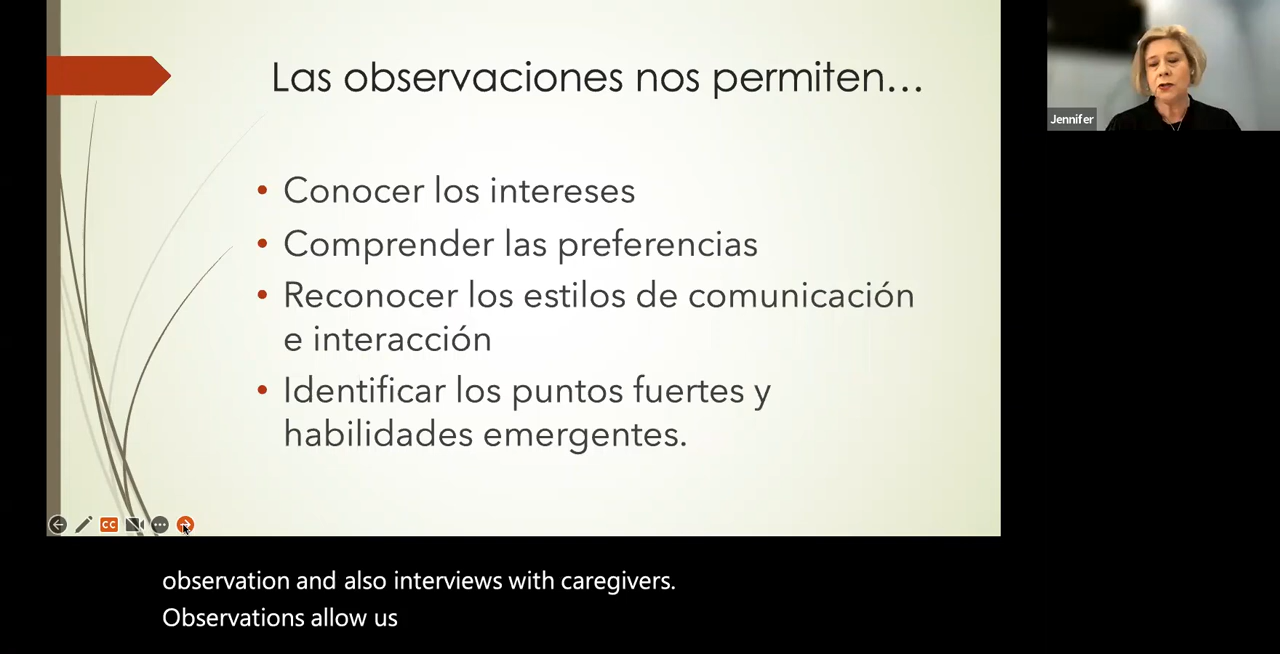 Las observaciones nos permiten...
• Conocer los intereses
• Comprender las preferencias
• Reconocer los estilos de comunicación
e interacción
• Identificar los puntos fuertes y
habilidades emergentes.
Jennifer
CC
observation and also interviews with caregivers.
Observations allow us